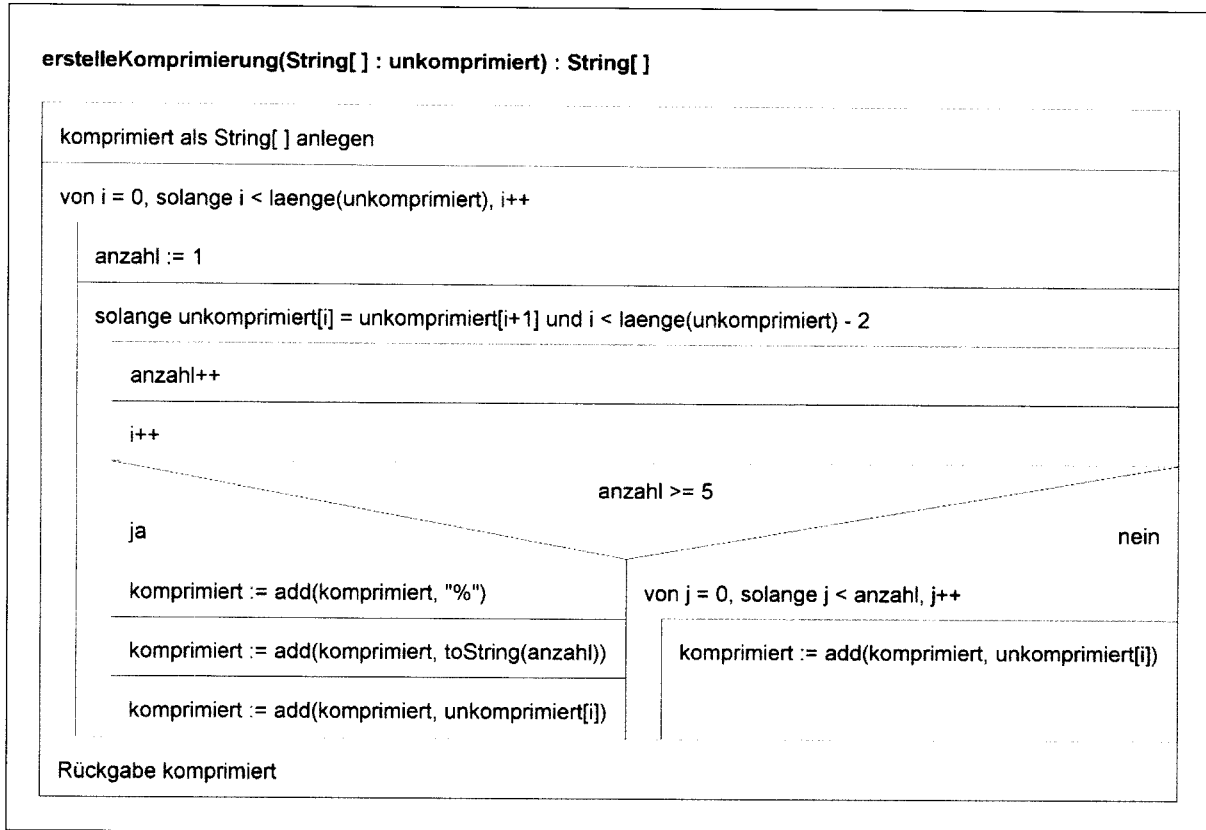 erstelleKomprimierung(String[ ] : unkomprimiert) : String[ ]
komprimiert als String[ ] anlegen
von i = 0, solange i < laenge(unkomprimiert), i++
anzahl := 1
solange unkomprimiert[i] = unkomprimiert[i+1] und i < laenge(unkomprimiert) - 2
anzahl++
i++
anzahl >= 5
ja
nein
komprimiert := add(komprimiert, "%")
von j = 0, solange j < anzahl, j++
komprimiert := add(komprimiert, toString(anzahl))
komprimiert := add(komprimiert, unkomprimiert[i])
komprimiert := add(komprimiert, unkomprimiert[i])
Rückgabe komprimiert